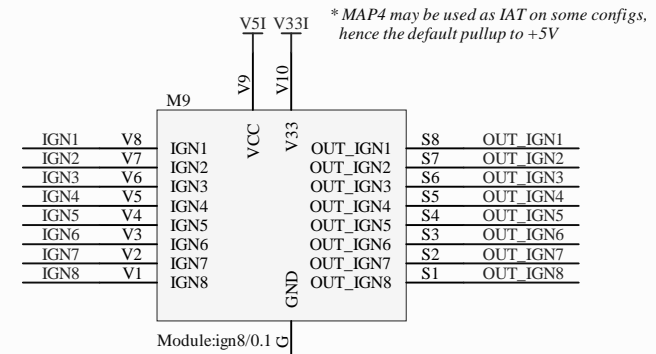 * MAP4 may be used as IAT on some configs,
hence the default pullup to +5V
V5I V33I
V9 V10
M9
VCC V33
IGN1 V8 IGN1 OUT_IGN1 S8 OUT_IGN1
IGN2 V7 IGN2 OUT_IGN2 S7 OUT_IGN2
IGN3 V6 IGN3 OUT_IGN3 S6 OUT_IGN3
IGN4 V5 IGN4 OUT_IGN4 S5 OUT_IGN4
IGN5 V4 IGN5 OUT_IGN5 S4 OUT_IGN5
IGN6 V3 IGN6 OUT_IGN6 S3 OUT_IGN6
IGN7 V2 IGN7 OUT_IGN7 S2 OUT_IGN7
IGN8 V1 IGN8 OUT_IGN8 S1 OUT_IGN8
GND
Module:ign8/0.1 G